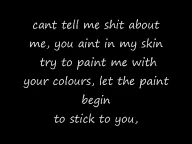 cant tell me shit about
me, you aint in my skin
try to paint me with
your colours, let the paint
begin
to stick to you,